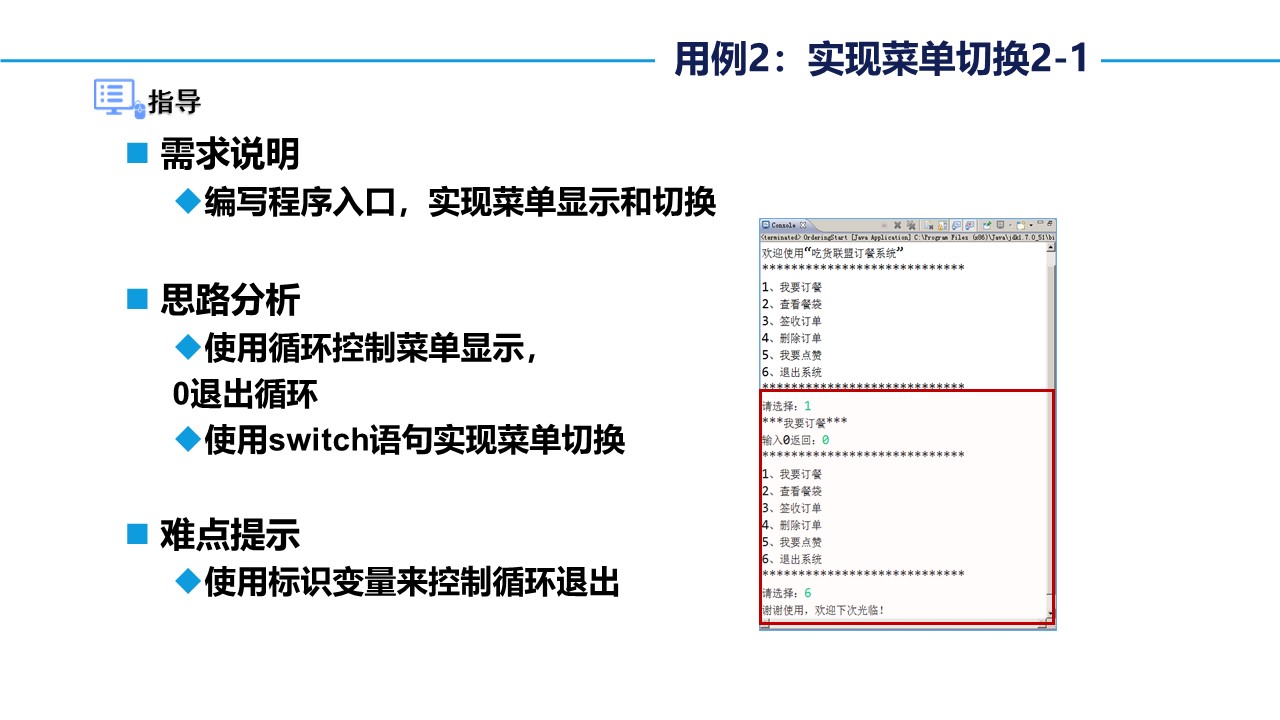 用例2：实现菜单切换2-1
指导
需求说明
编写程序入口，实现菜单显示和切换
思路分析
使用循环控制菜单显示，
0退出循环
使用switch语句实现菜单切换
难点提示
使用标识变量来控制循环退出
Console
<terminated> OrderingStart [Java Application] C:\Program Files (x86)\Java\jdk1.7.0_51\bi
欢迎使用“吃货联盟订餐系统”
****************************
1、我要订餐
2、查看餐袋
3、签收订单
4、删除订单
5、我要点赞
6、退出系统
****************************
请选择：1
***我要订餐***
输入0返回：0
****************************
1、我要订餐
2、查看餐袋
3、签收订单
4、删除订单
5、我要点赞
6、退出系统
****************************
请选择：6
谢谢使用，欢迎下次光临！